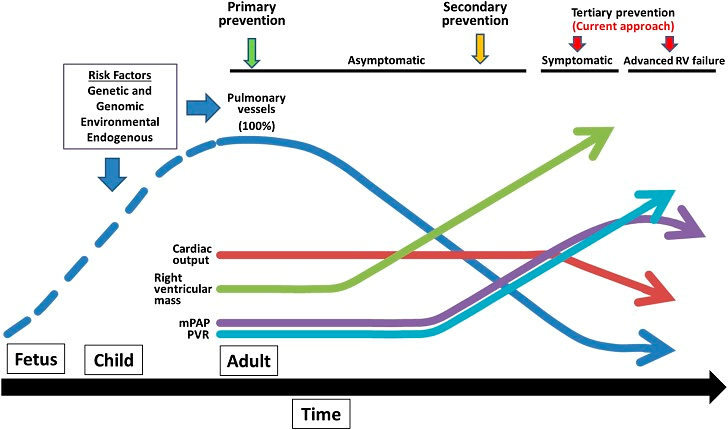 Primary
prevention
Secondary
prevention
Tertiary prevention
(Current approach)
Asymptomatic
Symptomatic
Advanced RV failure
Risk Factors
Genetic and
Genomic
Environmental
Endogenous
Pulmonary
vessels
(100%)
Cardiac
output
Right
ventricular
mass
mPAP
PVR
Fetus
Child
Adult
Time